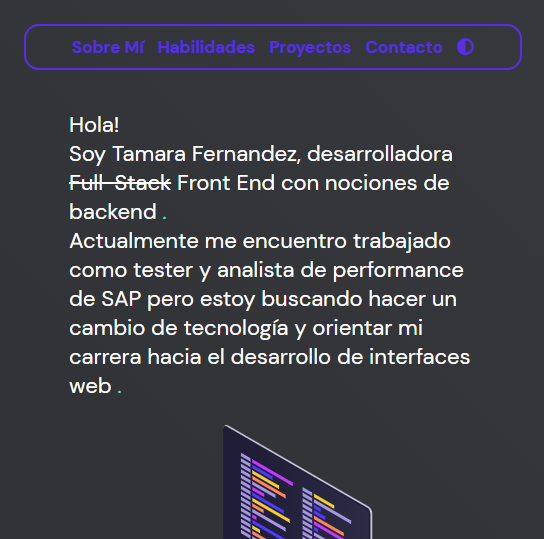 Sobre Mí Habilidades Proyectos Contacto
Hola!
Soy Tamara Fernandez, desarrolladora
Full Stack Front End con nociones de
backend .
Actualmente me encuentro trabajado
como tester y analista de performance
de SAP pero estoy buscando hacer un
cambio de tecnología y orientar mi
carrera hacia el desarrollo de interfaces
web .